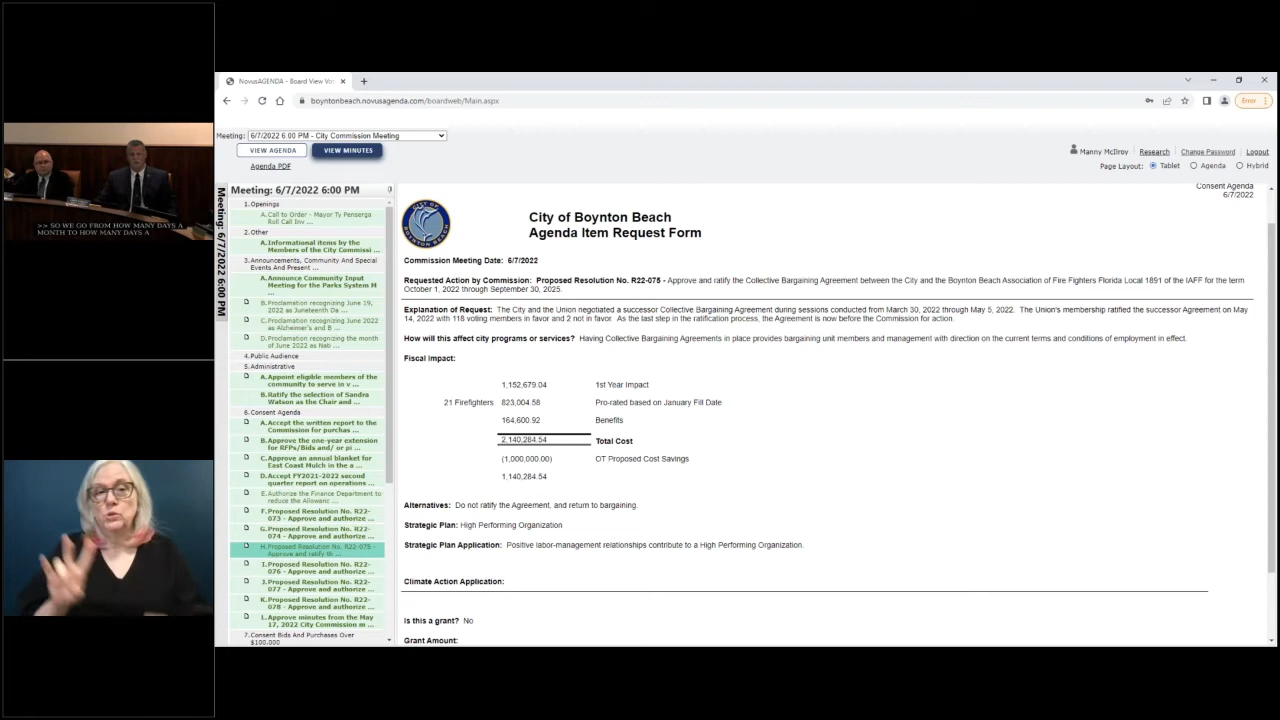 >> SO WE GO FROM HOW MANY DAYS A
MONTH TO HOW MANY DAYS A
NovusAGENDA - Board View Vo
boyntonbeach.novusagenda.com/boardweb/Main.aspx
Error
Meeting: 6/7/2022 6:00 PM - City Commission Meeting
VIEW AGENDA
VIEW MINUTES
Agenda PDF
Manny McIlroy
Research
Change Password
Logout
Page Layout: Tablet Agenda Hybrid
Meeting: 6/7/2022 6:00 PM
Meeting: 6/7/2022 6:00 PM
1.Openings
A.Call to Order - Mayor Ty Penserga
Roll Call Inv ...
2.Other
A.Informational items by the
Members of the City Commissi ...
3.Announcements, Community And Special
Events And Present ...
A.Announce Community Input
Meeting for the Parks System M
...
B.Proclamation recognizing June 19,
2022 as Juneteenth Da ...
C.Proclamation recognizing June 2022
as Alzheimer's and B ...
D.Proclamation recognizing the month
of June 2022 as Nati ...
4.Public Audience
5.Administrative
A.Appoint eligible members of the
community to serve in v ...
B.Ratify the selection of Sandra
Watson as the Chair and ...
6.Consent Agenda
A.Accept the written report to the
Commission for purchas ...
B.Approve the one-year extension
for RFPs/Bids and/ or pi ...
C.Approve an annual blanket for
East Coast Mulch in the a ...
D.Accept FY2021-2022 second
quarter report on operations ...
E.Authorize the Finance Department to
reduce the Allowanc ...
F.Proposed Resolution No. R22-
073 - Approve and authorize ...
G.Proposed Resolution No. R22-
074 - Approve and authorize ...
H.Proposed Resolution No. R22-075 -
Approve and ratify th ...
I.Proposed Resolution No. R22-
076 - Approve and authorize ...
J.Proposed Resolution No. R22-
077 - Approve and authorize ...
K.Proposed Resolution No. R22-
078 - Approve and authorize ...
L.Approve minutes from the May
17, 2022 City Commission m ...
7.Consent Bids And Purchases Over
$100,000
Consent Agenda
6/7/2022
CITY OF
BOYNTON BEACH
City of Boynton Beach
Agenda Item Request Form
Commission Meeting Date: 6/7/2022
Requested Action by Commission: Proposed Resolution No. R22-075 - Approve and ratify the Collective Bargaining Agreement between the City and the Boynton Beach Association of Fire Fighters Florida Local 1891 of the IAFF for the term
October 1, 2022 through September 30, 2025.
Explanation of Request: The City and the Union negotiated a successor Collective Bargaining Agreement during sessions conducted from March 30, 2022 through May 5, 2022. The Union's membership ratified the successor Agreement on May
14, 2022 with 118 voting members in favor and 2 not in favor. As the last step in the ratification process, the Agreement is now before the Commission for action.
How will this affect city programs or services? Having Collective Bargaining Agreements in place provides bargaining unit members and management with direction on the current terms and conditions of employment in effect.
Fiscal Impact:
1,152,679.04 1st Year Impact
21 Firefighters 823,004.58 Pro-rated based on January Fill Date
164,600.92 Benefits
2,140,284.54 Total Cost
(1,000,000.00) OT Proposed Cost Savings
1,140,284.54
Alternatives: Do not ratify the Agreement, and return to bargaining.
Strategic Plan: High Performing Organization
Strategic Plan Application: Positive labor-management relationships contribute to a High Performing Organization.
Climate Action Application:
Is this a grant? No
Grant Amount: